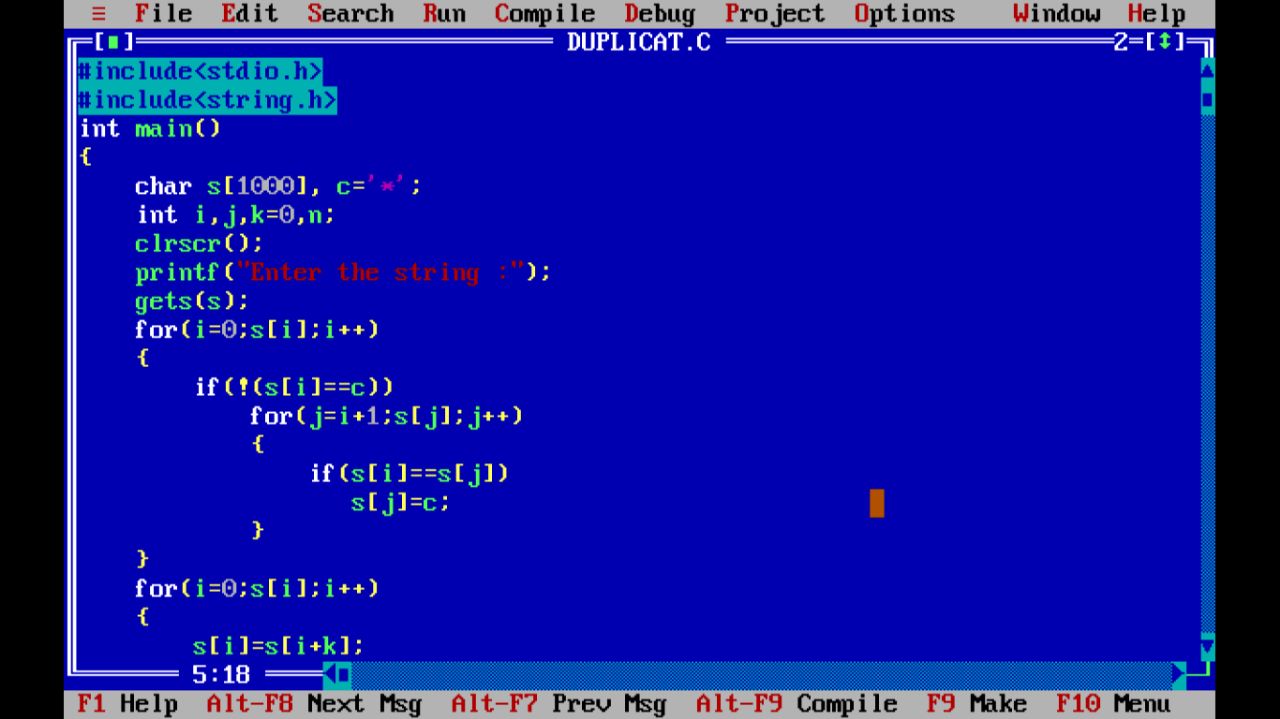 ≡ File Edit Search Run Compile Debug Project Options Window Help
[■] DUPLICAT.C 2=[↕]
#include<stdio.h>
#include<string.h>
int main()
{
    char s[1000], c='*';
    int i,j,k=0,n;
    clrscr();
    printf("Enter the string :");
    gets(s);
    for(i=0;s[i];i++)
    {
        if(!(s[i]==c))
            for(j=i+1;s[j];j++)
            {
                if(s[i]==s[j])
                   s[j]=c;
            }
    }
    for(i=0;s[i];i++)
    {
        s[i]=s[i+k];
5:18
F1 Help Alt-F8 Next Msg Alt-F7 Prev Msg Alt-F9 Compile F9 Make F10 Menu